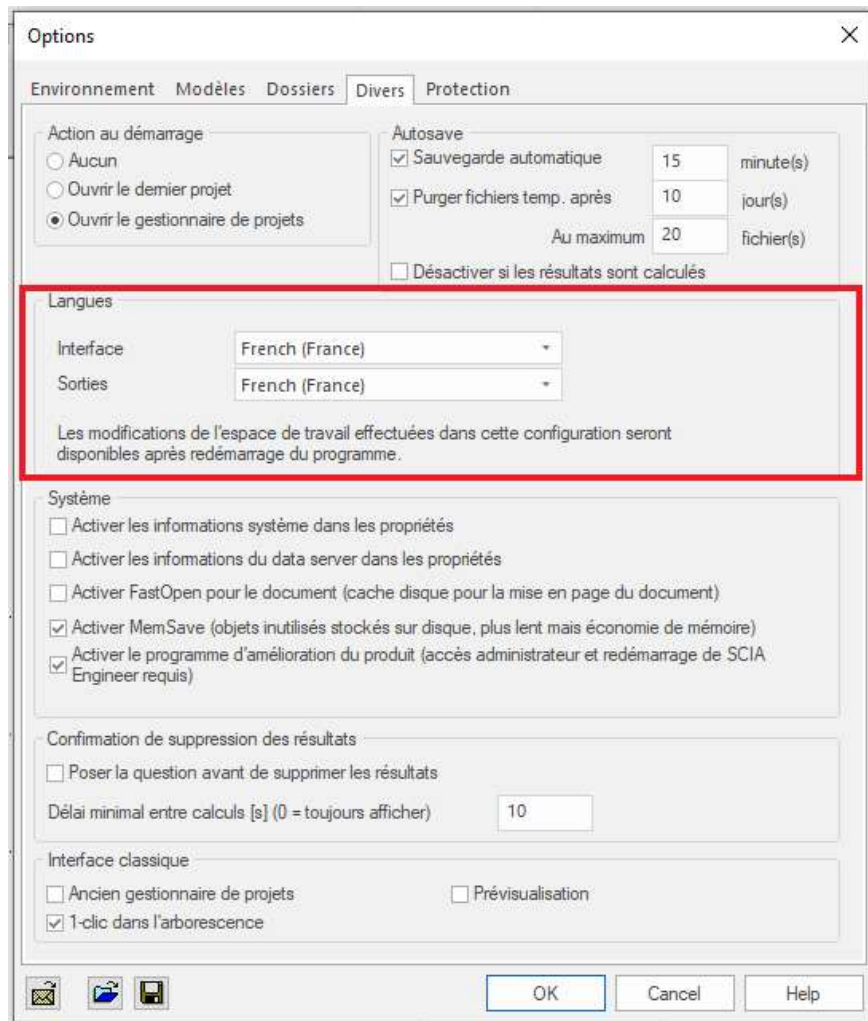 Options
Environnement Modèles Dossiers Divers Protection
Action au démarrage
Aucun
Ouvrir le dernier projet
Ouvrir le gestionnaire de projets
Autosave
Sauvegarde automatique 15 minute(s)
Purger fichiers temp. après 10 jour(s)
Au maximum 20 fichier(s)
Désactiver si les résultats sont calculés
Langues
Interface French (France)
Sorties French (France)
Les modifications de l'espace de travail effectuées dans cette configuration seront
disponibles après redémarrage du programme.
Système
Activer les informations système dans les propriétés
Activer les informations du data server dans les propriétés
Activer FastOpen pour le document (cache disque pour la mise en page du document)
Activer MemSave (objets inutilisés stockés sur disque, plus lent mais économie de mémoire)
Activer le programme d'amélioration du produit (accès administrateur et redémarrage de SCIA
Engineer requis)
Confirmation de suppression des résultats
Poser la question avant de supprimer les résultats
Délai minimal entre calculs [s] (0 = toujours afficher) 10
Interface classique
Ancien gestionnaire de projets Prévisualisation
1-clic dans l'arborescence
OK Cancel Help